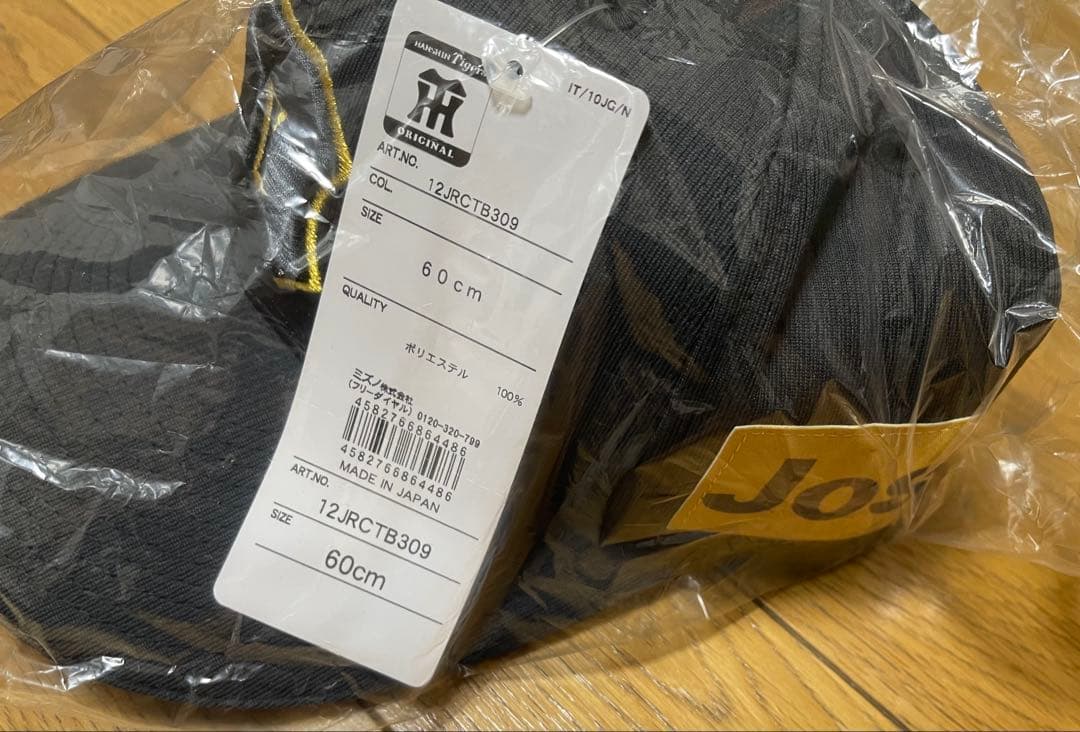 HANSHIN Tigers
ORIGINAL
IT/10JG/N
ART.NO. 12JRCTB309
COL.
SIZE
60cm
QUALITY
ポリエステル 100%
ミズノ株式会社
(フリーダイヤル) 0120-320-799
4582766864486
4582766864486
MADE IN JAPAN
ART.NO. 12JRCTB309
SIZE
60cm
Jos